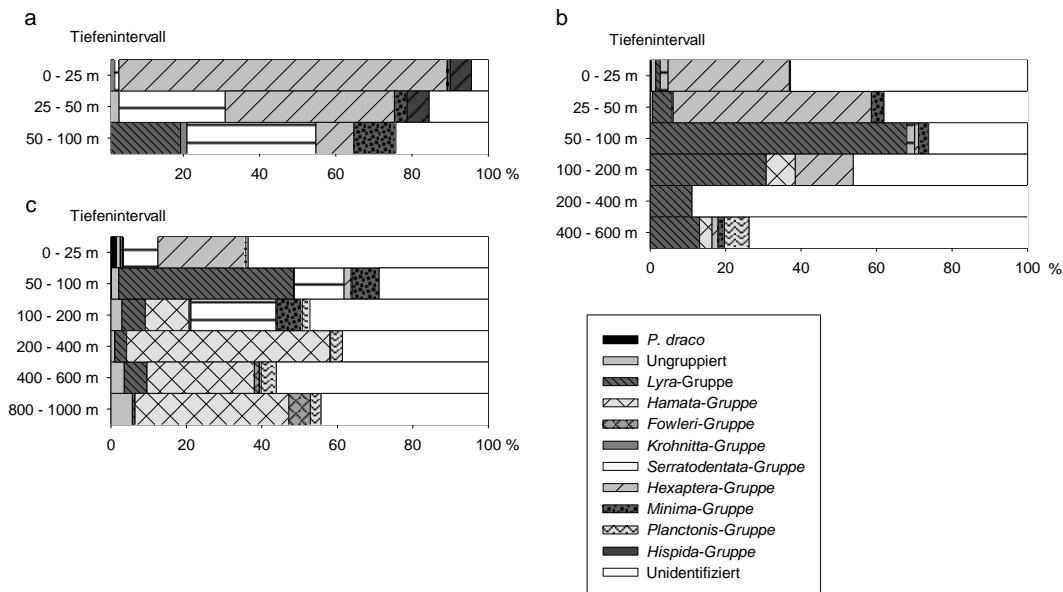 a
Tiefenintervall
0 - 25 m
25 - 50 m
50 - 100 m
20 40 60 80 100 %
b
Tiefenintervall
0 - 25 m
25 - 50 m
50 - 100 m
100 - 200 m
200 - 400 m
400 - 600 m
0 20 40 60 80 100
%
c
Tiefenintervall
0 - 25 m
50 - 100 m
100 - 200 m
200 - 400 m
400 - 600 m
800 - 1000 m
0 20 40 60 80 100 %
P. draco
Ungruppiert
Lyra-Gruppe
Hamata-Gruppe
Fowleri-Gruppe
Krohnitta-Gruppe
Serratodentata-Gruppe
Hexaptera-Gruppe
Minima-Gruppe
Planctonis-Gruppe
Hispida-Gruppe
Unidentifiziert